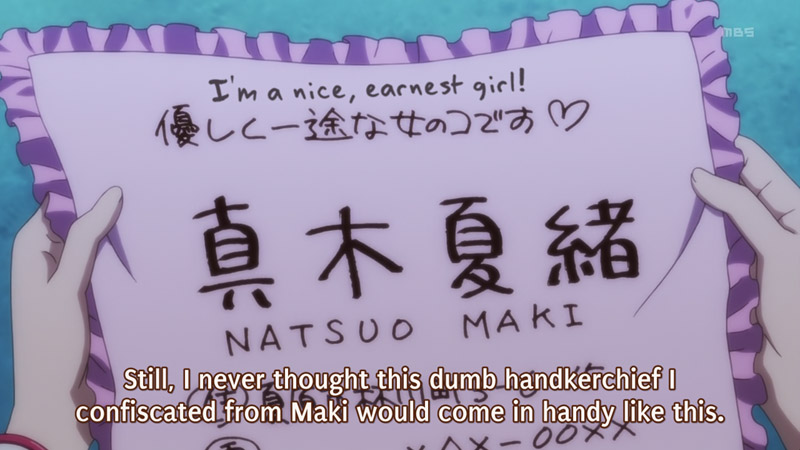 MBS
I'm a nice, earnest girl!
優しく一途な女のコです♡
真木夏緒
NATSUO MAKI
Still, I never thought this dumb handkerchief I
confiscated from Maki would come in handy like this.